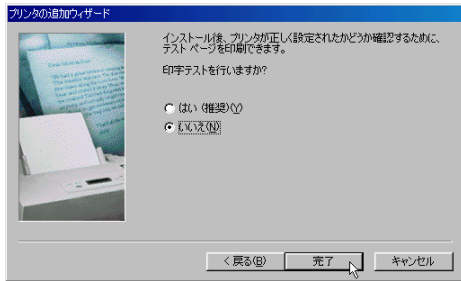 プリンタの追加ウィザード
インストール後、プリンタが正しく設定されたかどうか確認するために、
テスト ページを印刷できます。
印字テストを行いますか?
はい (推奨)(Y)
いいえ(N)
< 戻る(B)
完了
キャンセル